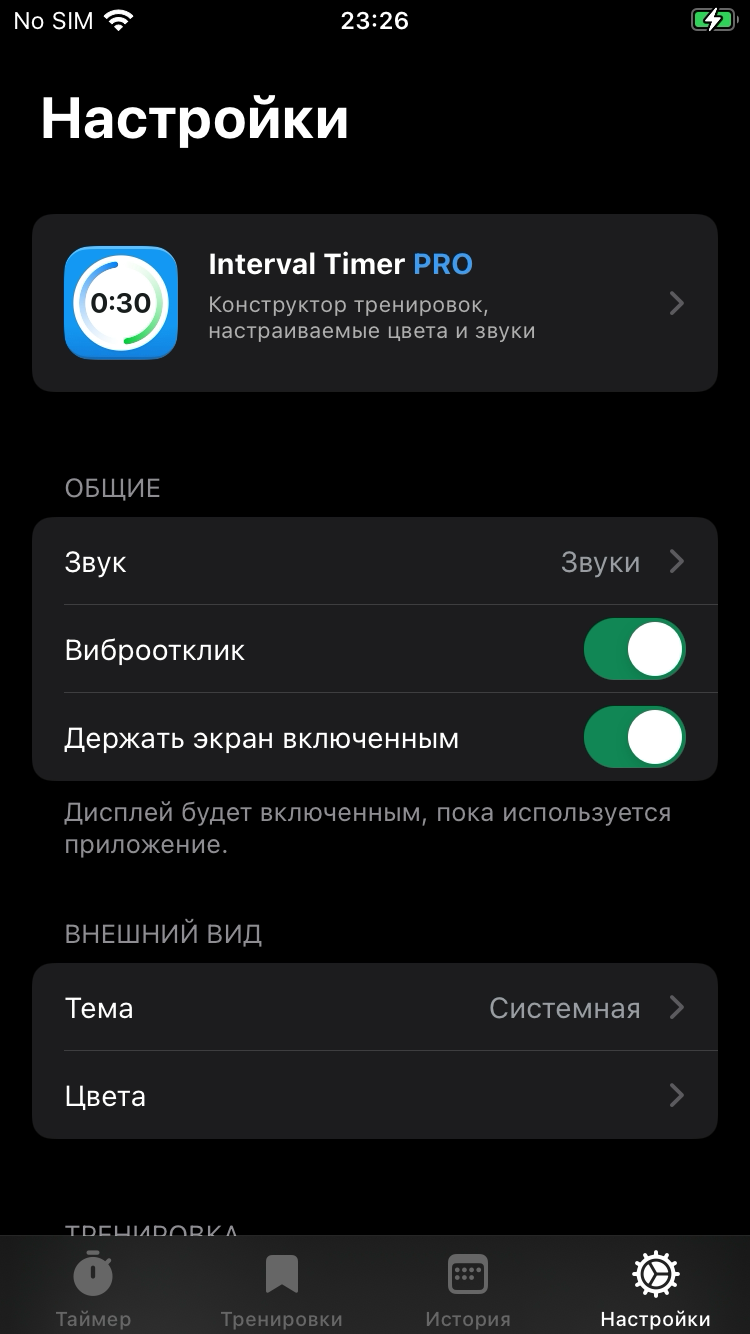 No SIM 23:26
Настройки
0:30
Interval Timer PRO
Конструктор тренировок,
настраиваемые цвета и звуки
ОБЩИЕ
Звук Звуки
Виброотклик
Держать экран включенным
Дисплей будет включенным, пока используется
приложение.
ВНЕШНИЙ ВИД
Тема Системная
Цвета
ТРЕНИРОВКА
Таймер Тренировки История Настройки